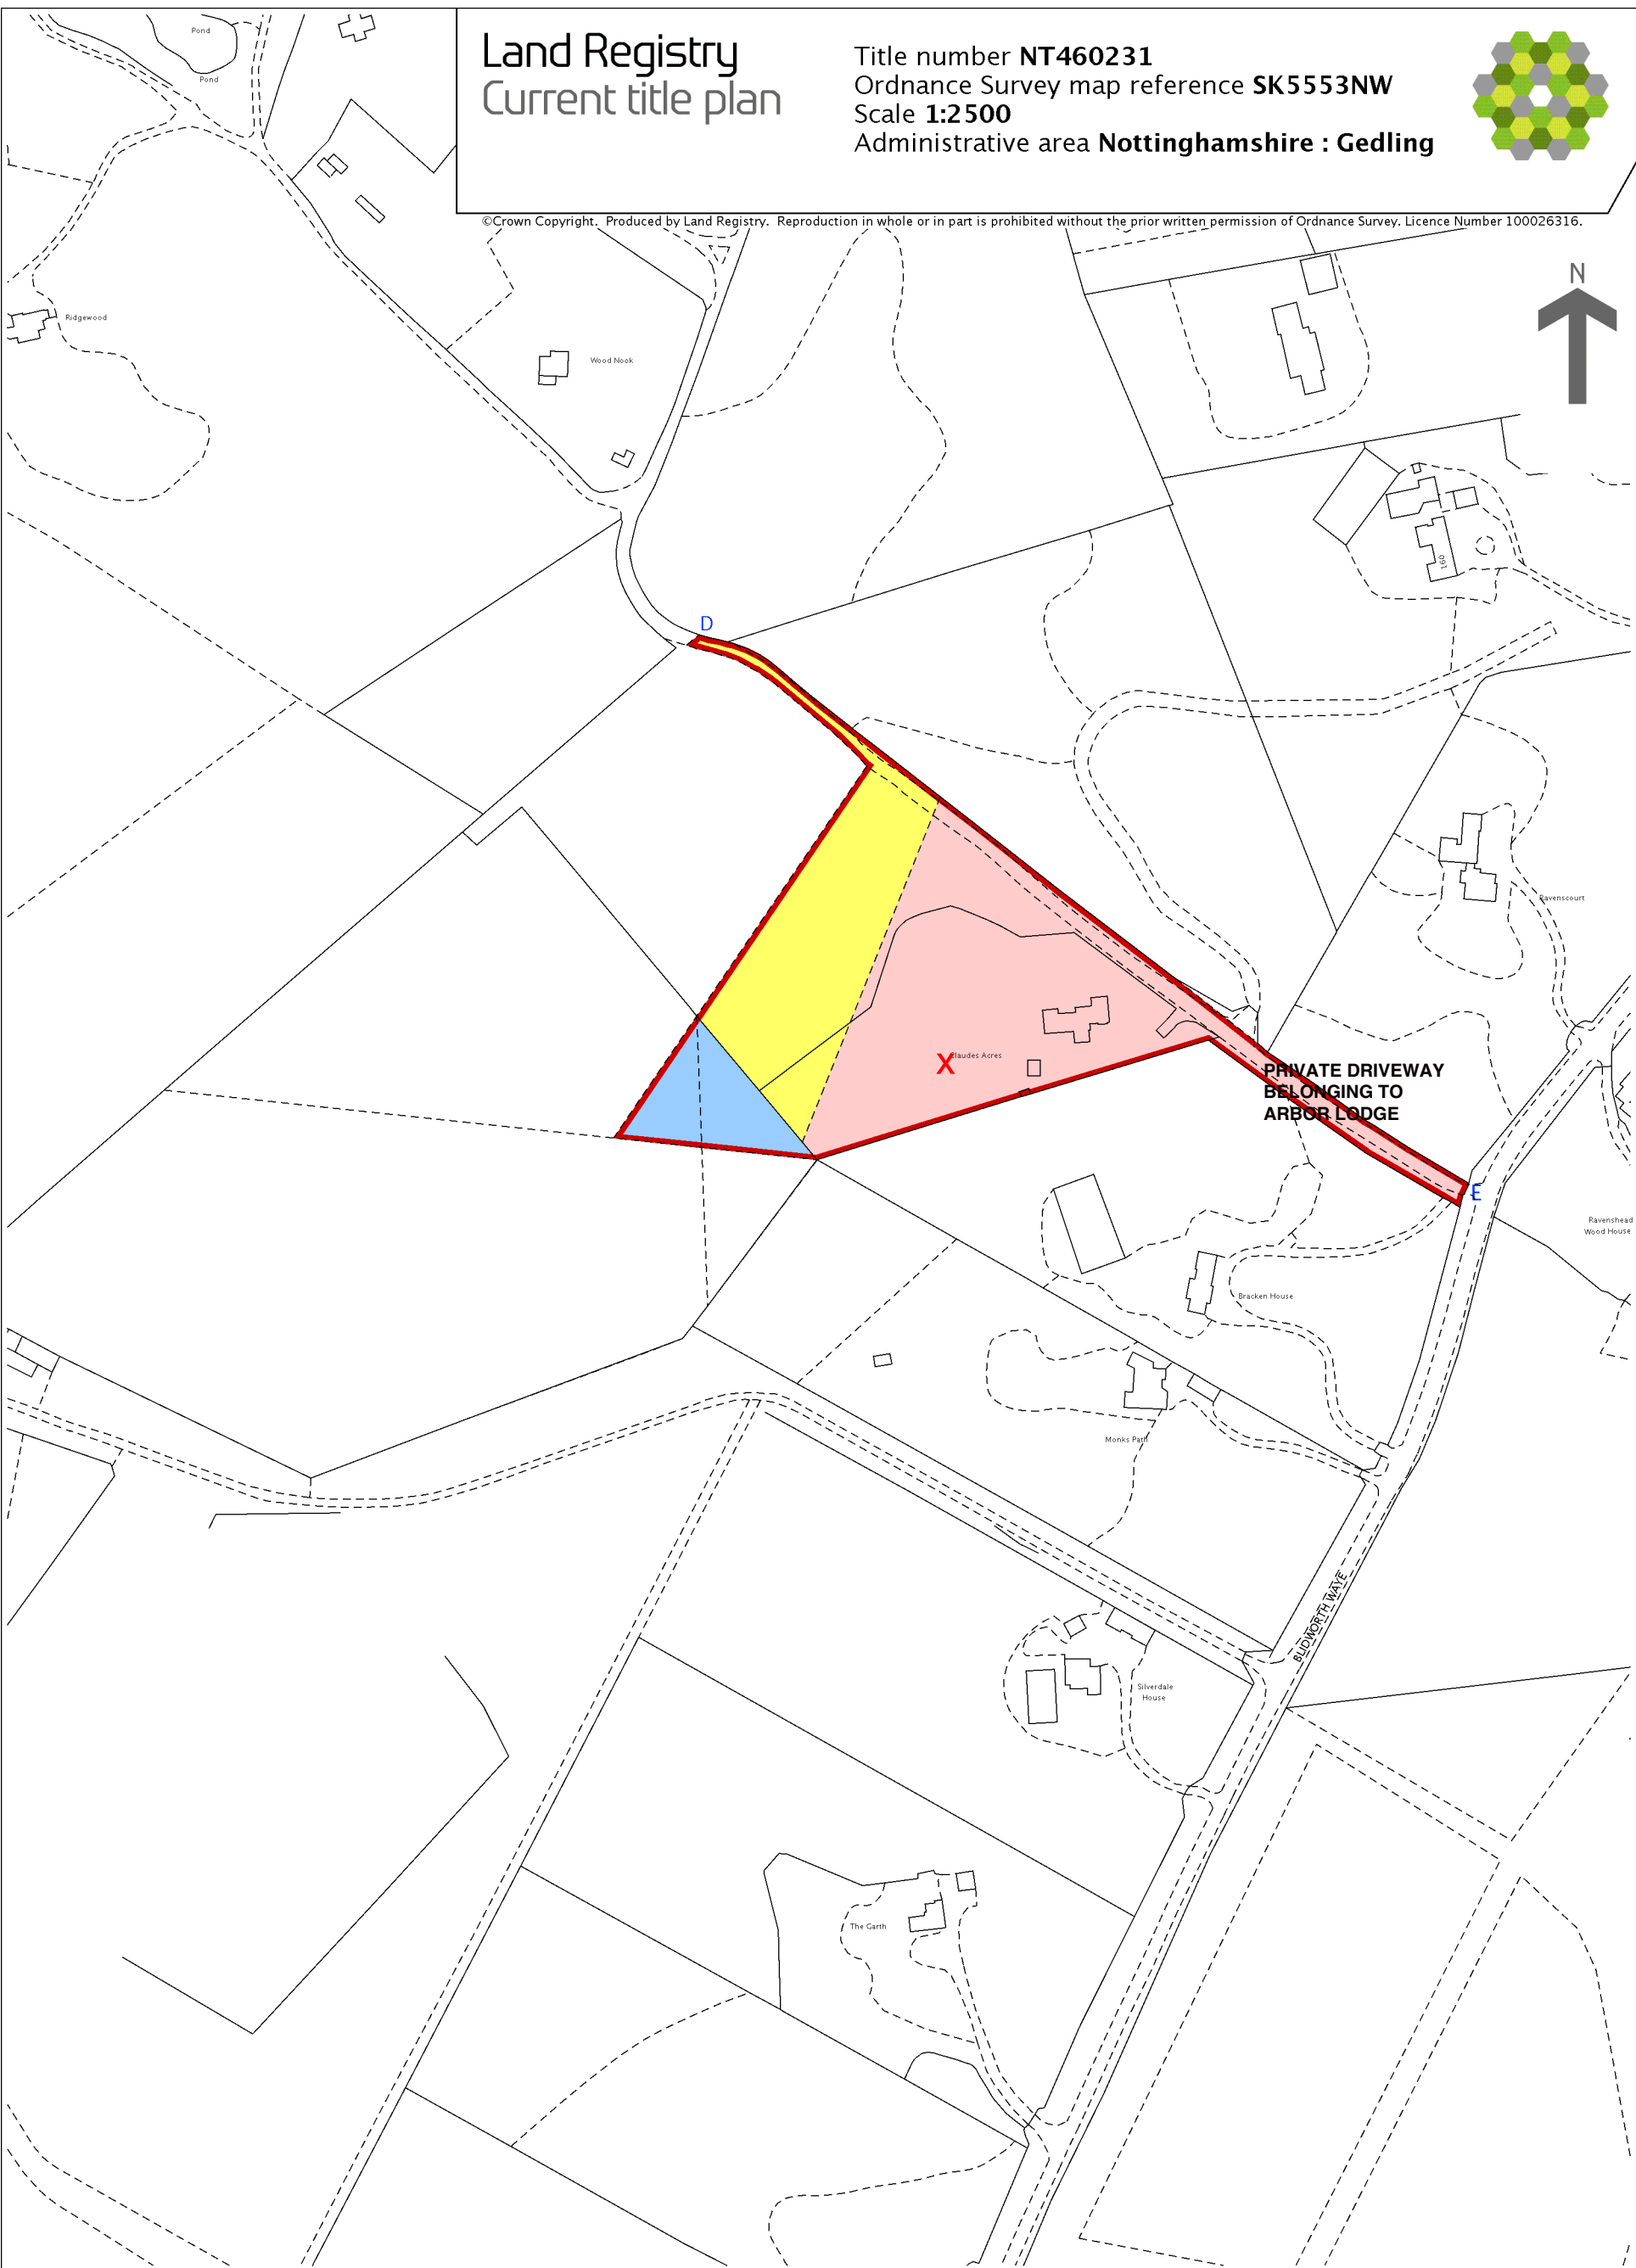 Land Registry
Current title plan
Title number NT460231
Ordnance Survey map reference SK5553NW
Scale 1:2500
Administrative area Nottinghamshire : Gedling
©Crown Copyright. Produced by Land Registry. Reproduction in whole or in part is prohibited without the prior written permission of Ordnance Survey. Licence Number 100026316.
N
Pond
Pond
Ridgewood
Wood Nook
160
D
Ravenscourt
X
Claudes Acres
PRIVATE DRIVEWAY
BELONGING TO
ARBOR LODGE
E
Ravenshead
Wood House
Bracken House
Monks Path
BLIDWORTH WAYE
Silverdale
House
The Garth